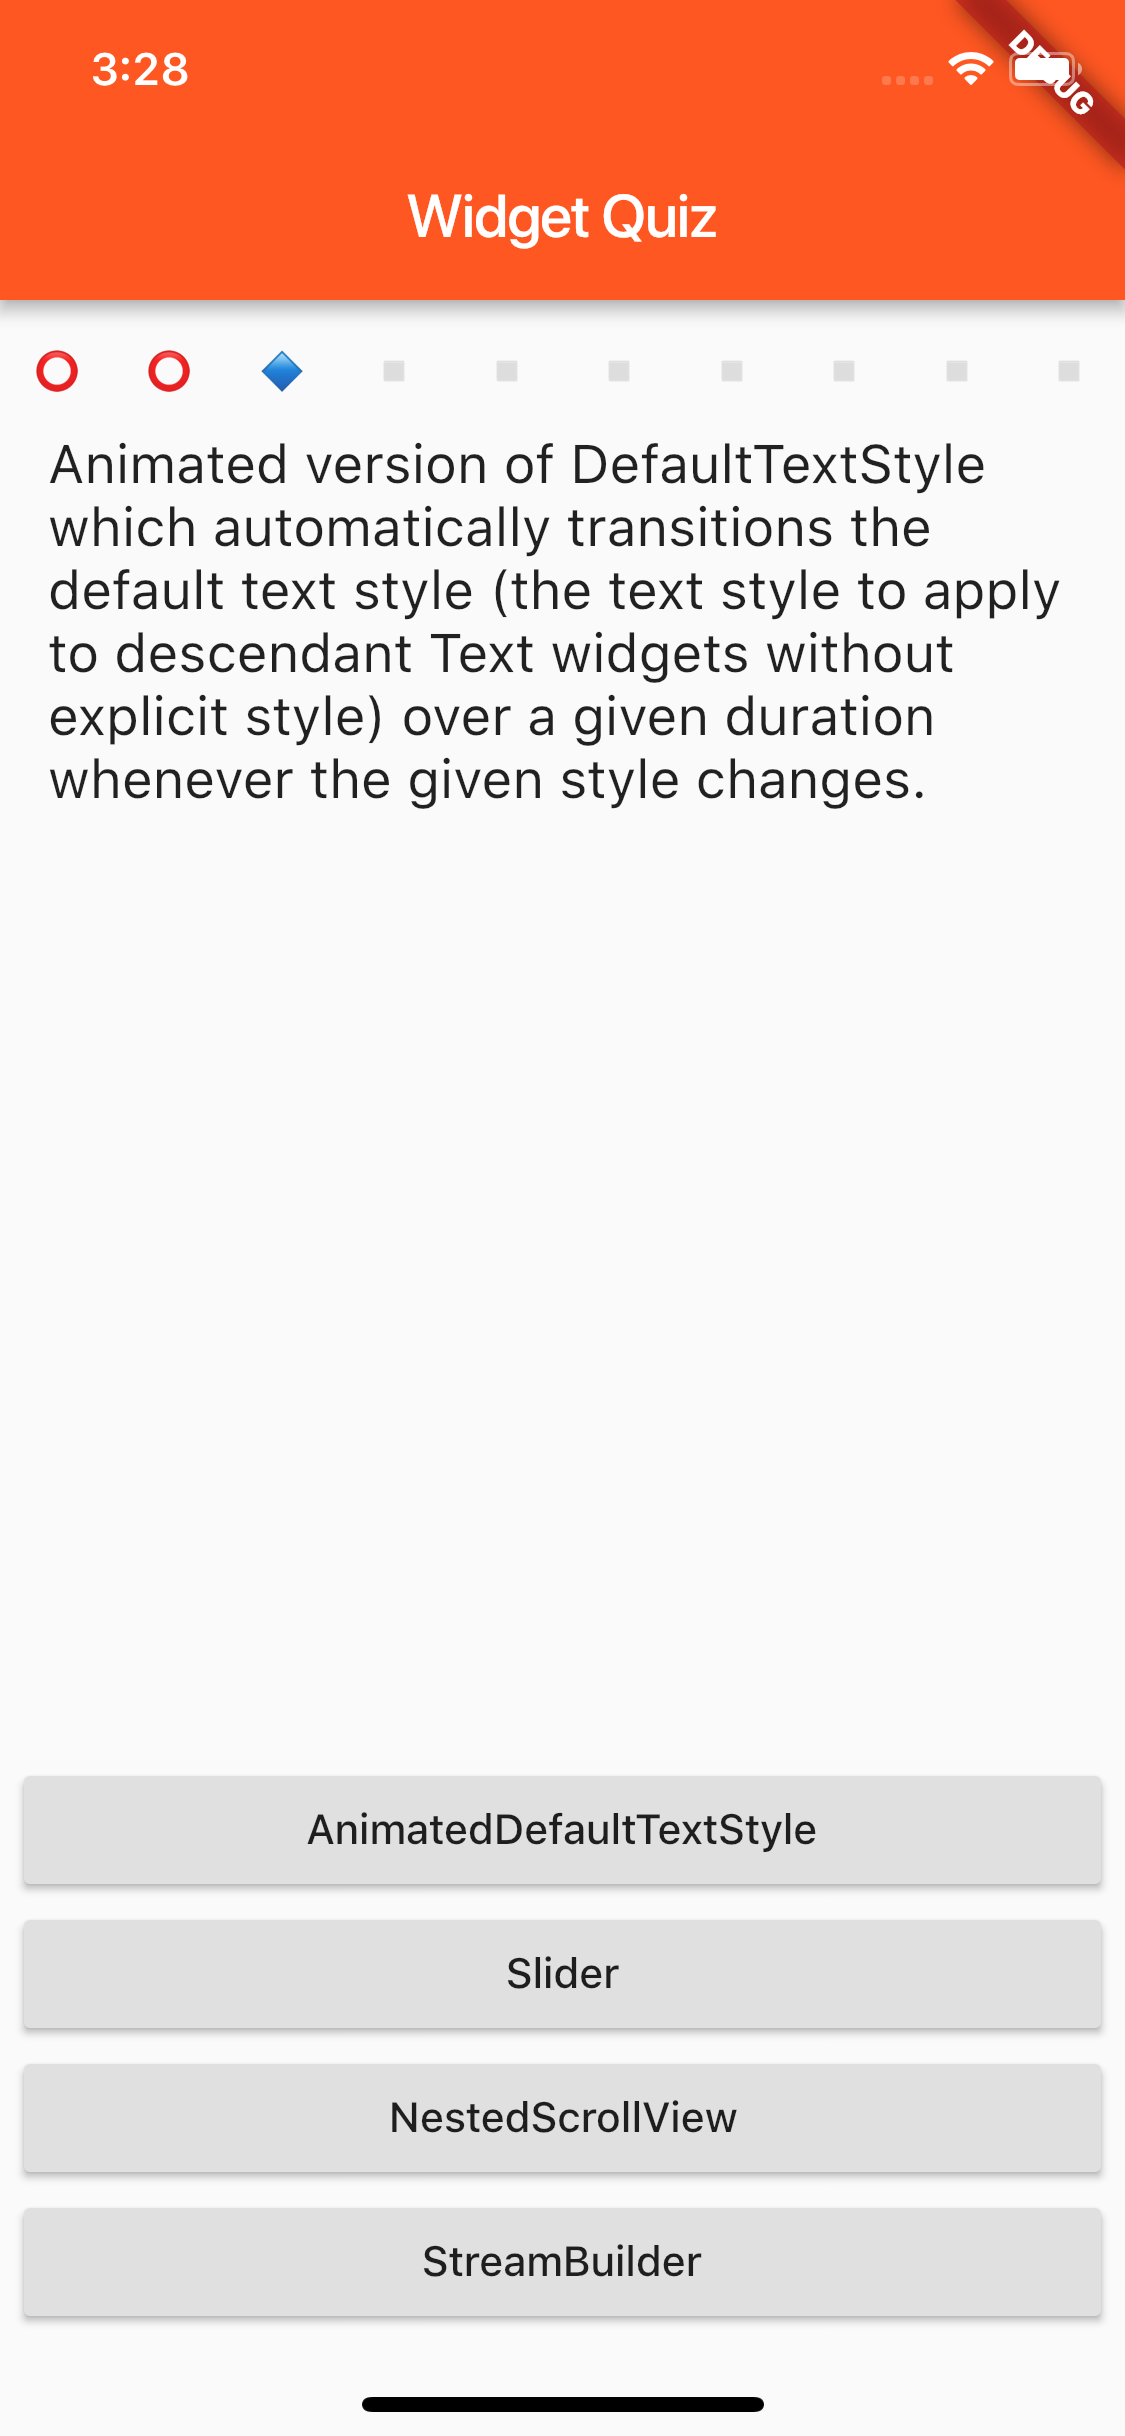 3:28
DEBUG
Widget Quiz
Animated version of DefaultTextStyle
which automatically transitions the
default text style (the text style to apply
to descendant Text widgets without
explicit style) over a given duration
whenever the given style changes.
AnimatedDefaultTextStyle
Slider
NestedScrollView
StreamBuilder